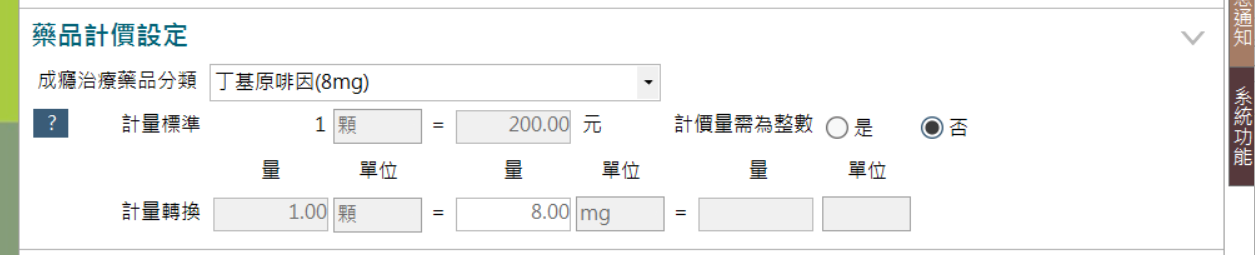 藥品計價設定
成癮治療藥品分類 丁基原啡因(8mg)
? 計量標準 1 顆 = 200.00 元 計價量需為整數 是 否
量 單位 量 單位 量 單位
計量轉換 1.00 顆 = 8.00 mg =
通知
系統功能